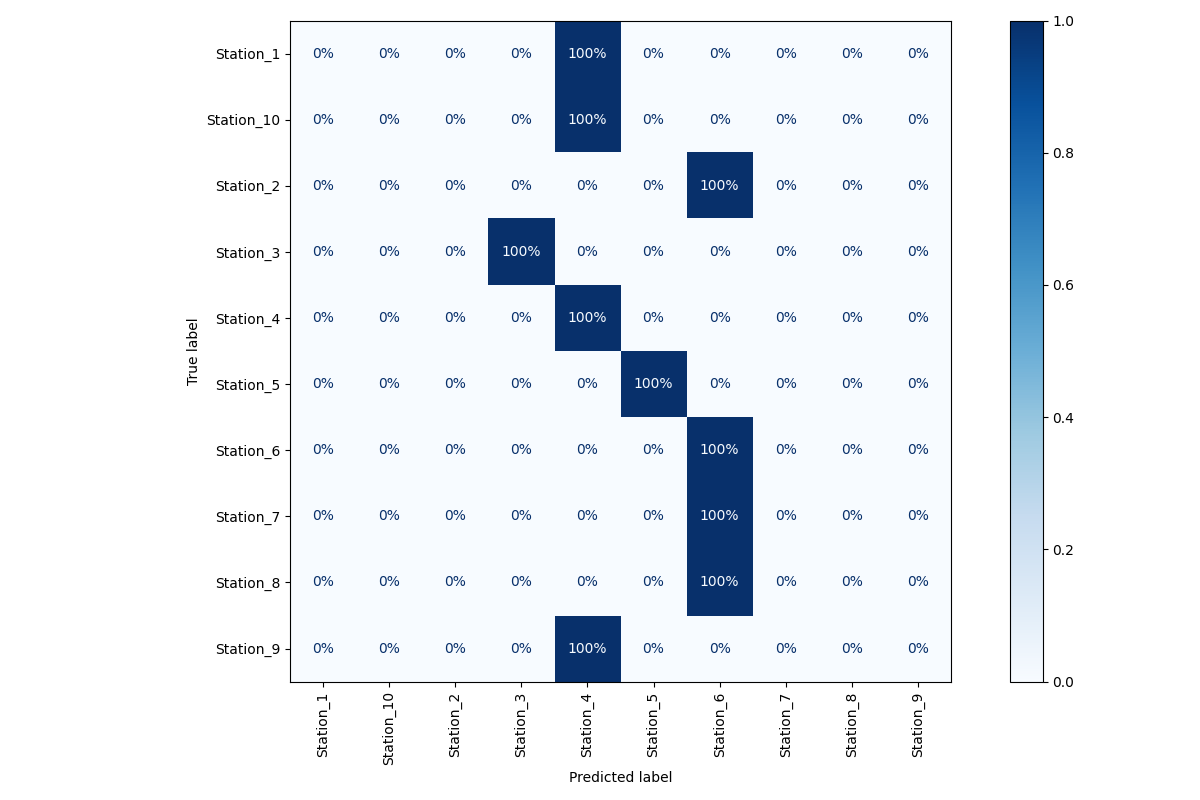 Station_1 0% 0% 0% 0% 100% 0% 0% 0% 0% 0%
Station_10 0% 0% 0% 0% 100% 0% 0% 0% 0% 0%
Station_2 0% 0% 0% 0% 0% 0% 100% 0% 0% 0%
Station_3 0% 0% 0% 100% 0% 0% 0% 0% 0% 0%
Station_4 0% 0% 0% 0% 100% 0% 0% 0% 0% 0%
Station_5 0% 0% 0% 0% 0% 100% 0% 0% 0% 0%
Station_6 0% 0% 0% 0% 0% 0% 100% 0% 0% 0%
Station_7 0% 0% 0% 0% 0% 0% 100% 0% 0% 0%
Station_8 0% 0% 0% 0% 0% 0% 100% 0% 0% 0%
Station_9 0% 0% 0% 0% 100% 0% 0% 0% 0% 0%
True label
Station_1
Station_10
Station_2
Station_3
Station_4
Station_5
Station_6
Station_7
Station_8
Station_9
Predicted label
1.0
0.8
0.6
0.4
0.2
0.0